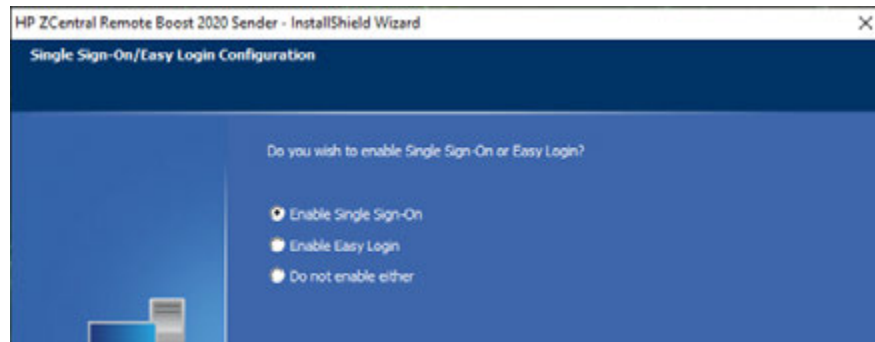 HP ZCentral Remote Boost 2020 Sender - InstallShield Wizard
Single Sign-On/Easy Login Configuration
Do you wish to enable Single Sign-On or Easy Login?
Enable Single Sign-On
Enable Easy Login
Do not enable either